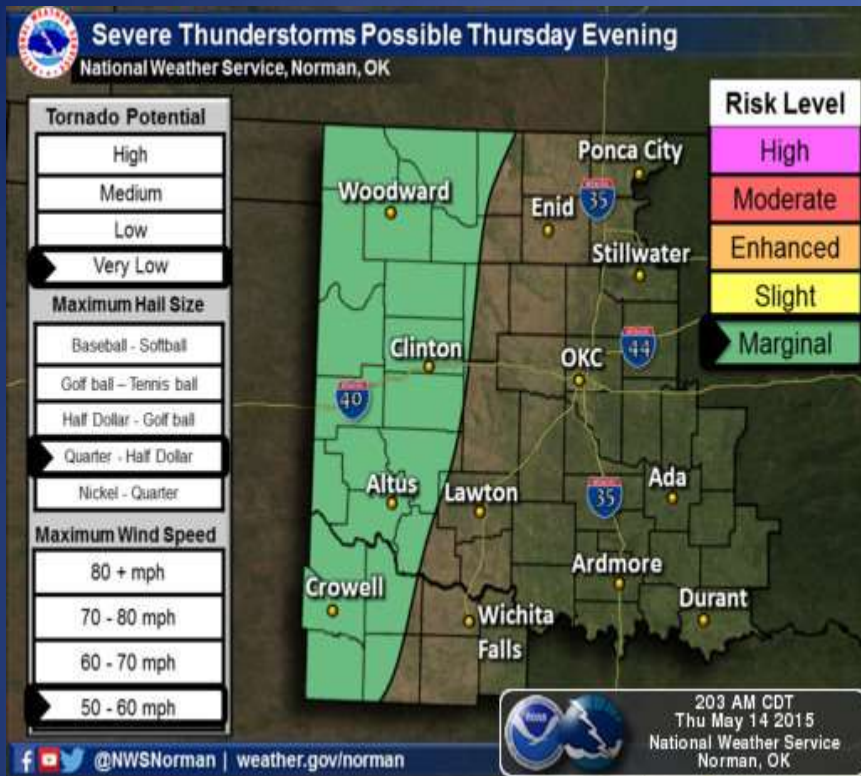 Severe Thunderstorms Possible Thursday Evening
National Weather Service, Norman, OK
Tornado Potential
High
Medium
Low
Very Low
Maximum Hail Size
Baseball - Softball
Golf ball – Tennis ball
Half Dollar - Golf ball
Quarter - Half Dollar
Nickel - Quarter
Maximum Wind Speed
80 + mph
70 - 80 mph
60 - 70 mph
50 - 60 mph
Risk Level
High
Moderate
Enhanced
Slight
Marginal
Ponca City
Woodward
35
Enid
Stillwater
Clinton
OKC
44
40
Altus
Lawton
35
Ada
Ardmore
Crowell
Durant
Wichita
Falls
203 AM CDT
Thu May 14 2015
National Weather Service
Norman, OK
@NWSNorman | weather.gov/norman